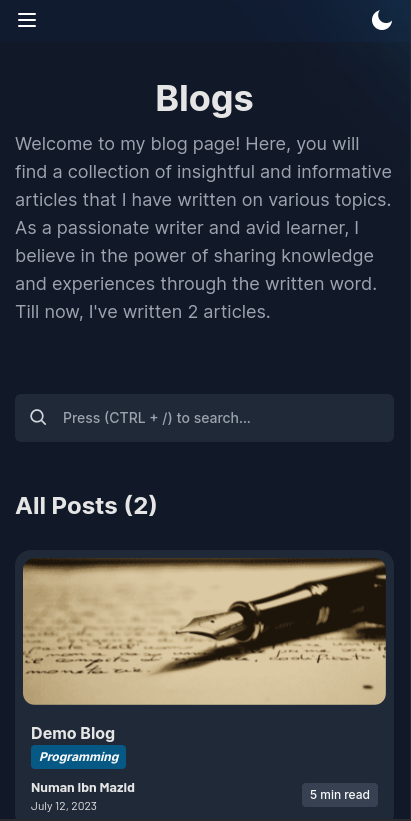 Blogs
Welcome to my blog page! Here, you will
find a collection of insightful and informative
articles that I have written on various topics.
As a passionate writer and avid learner, I
believe in the power of sharing knowledge
and experiences through the written word.
Till now, I've written 2 articles.
Press (CTRL + /) to search...
All Posts (2)
Demo Blog
Programming
Numan Ibn Mazid
5 min read
July 12, 2023